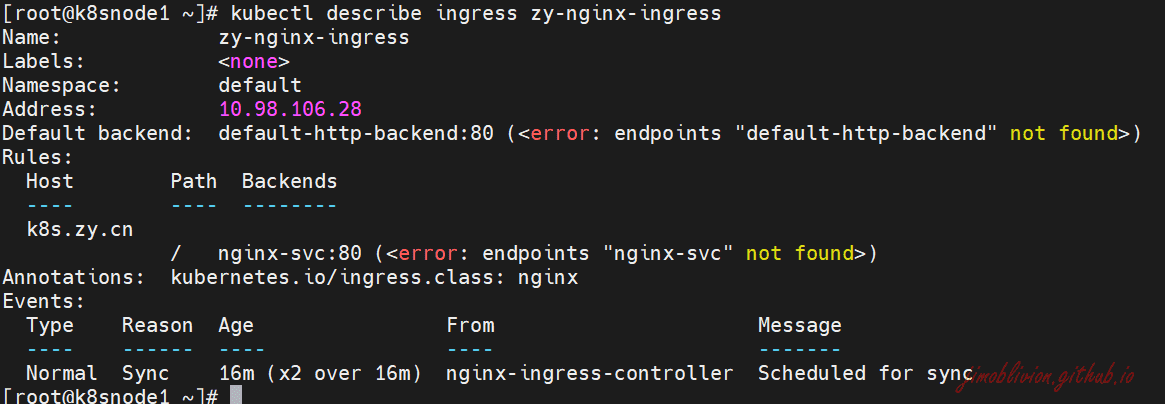 [root@k8snode1 ~]# kubectl describe ingress zy-nginx-ingress
Name:             zy-nginx-ingress
Labels:           <none>
Namespace:        default
Address:          10.98.106.28
Default backend:  default-http-backend:80 (<error: endpoints "default-http-backend" not found>)
Rules:
  Host        Path  Backends
  ----        ----  --------
  k8s.zy.cn
              /   nginx-svc:80 (<error: endpoints "nginx-svc" not found>)
Annotations:  kubernetes.io/ingress.class: nginx
Events:
  Type    Reason  Age                From                      Message
  ----    ------  ----               ----                      -------
  Normal  Sync    16m (x2 over 16m)  nginx-ingress-controller  Scheduled for sync
jimoblivion.github.io
[root@k8snode1 ~]#